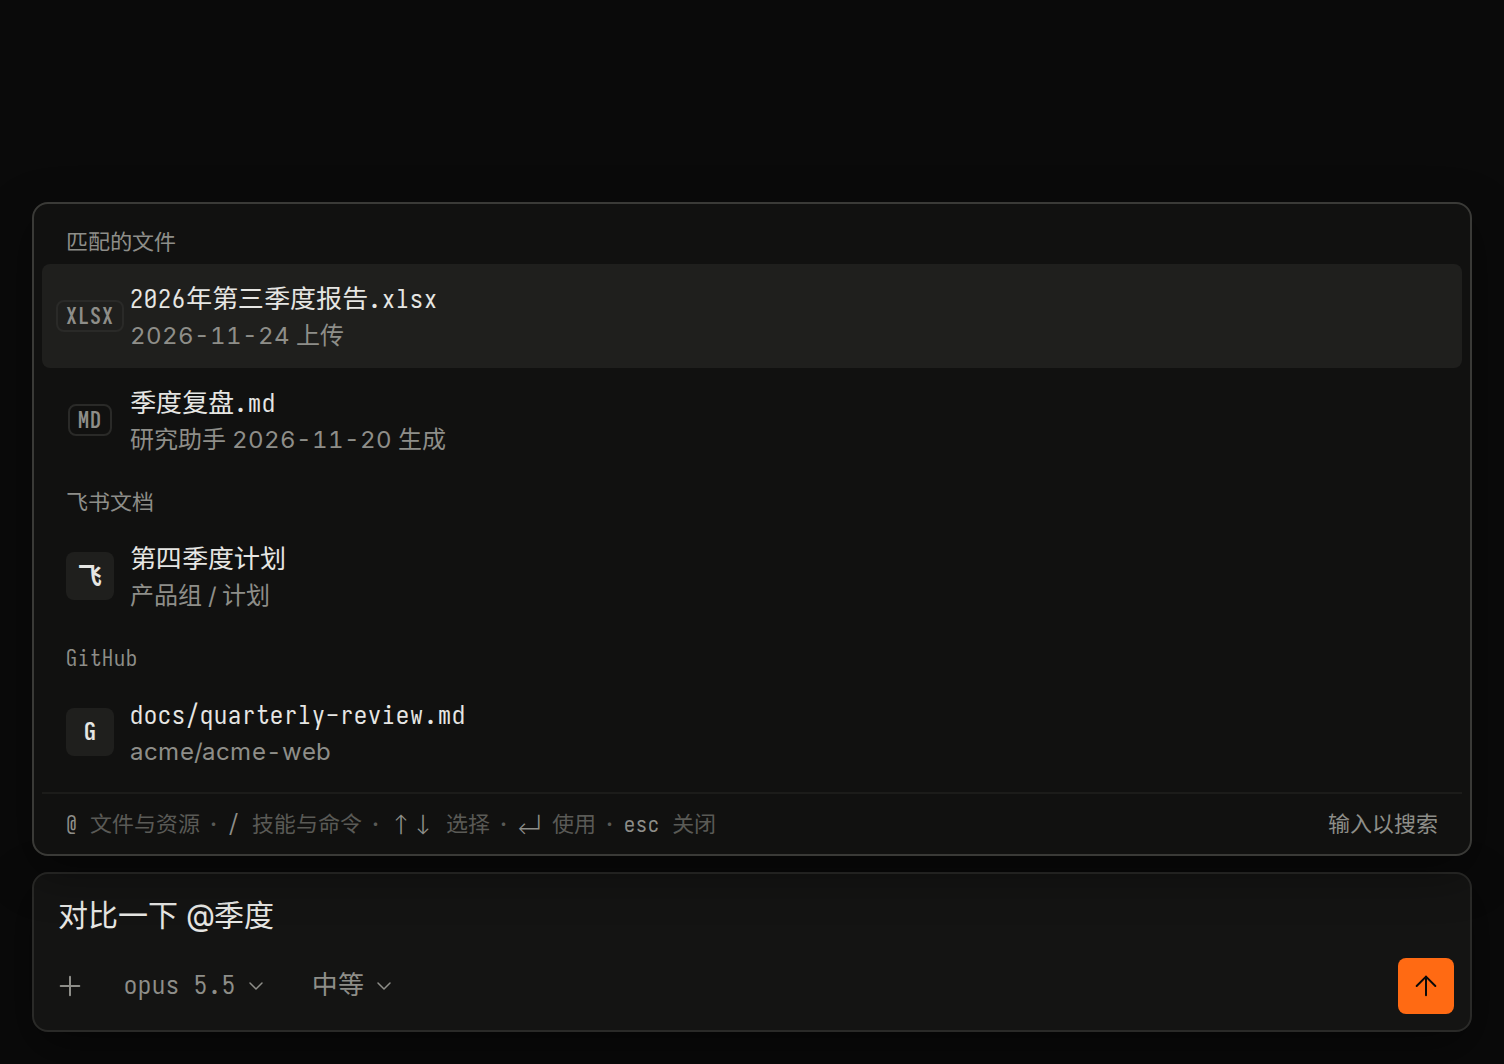 匹配的文件
XLSX
2026年第三季度报告.xlsx
2026-11-24 上传
MD
季度复盘.md
研究助手 2026-11-20 生成
飞书文档
飞
第四季度计划
产品组 / 计划
GitHub
G
docs/quarterly-review.md
acme/acme-web
@ 文件与资源 · / 技能与命令 · ↑↓ 选择 · ↵ 使用 · esc 关闭
输入以搜索
对比一下 @季度
opus 5.5
中等